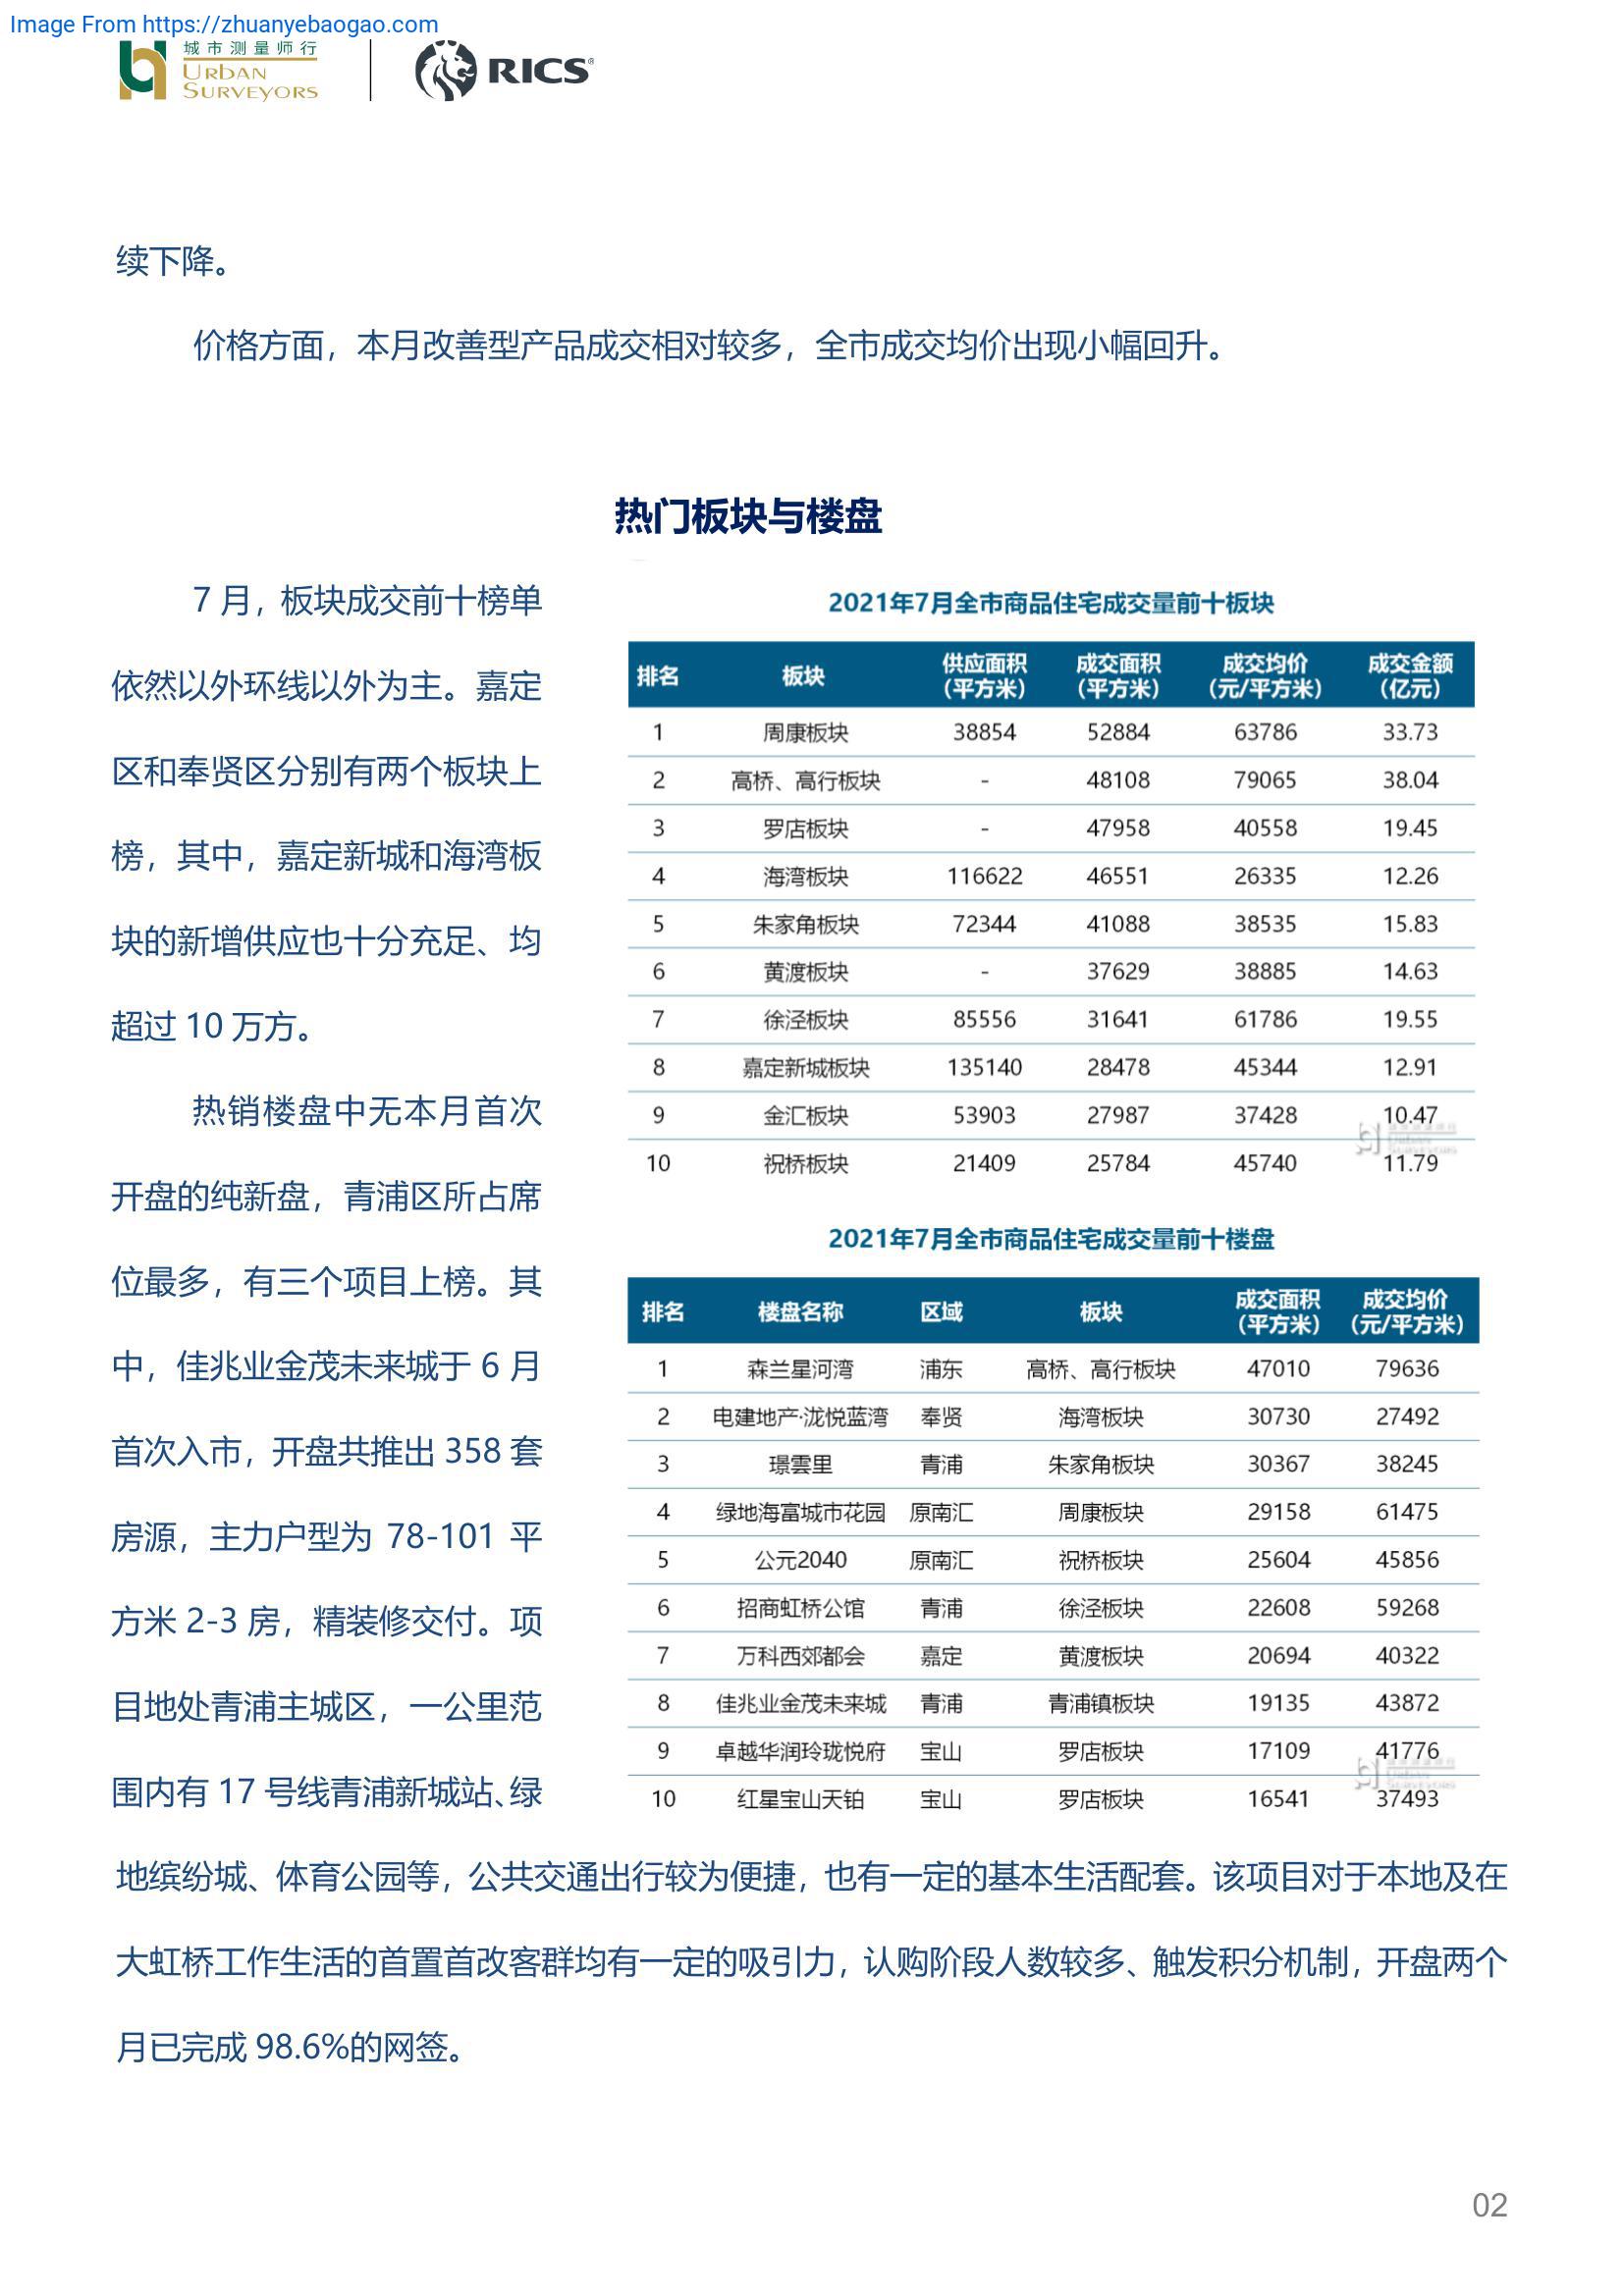 Image From https://zhuanyebaogao.com
城市测量师行
URBAN
SURVEYORS
RICS®
续下降。
价格方面，本月改善型产品成交相对较多，全市成交均价出现小幅回升。
热门板块与楼盘
7 月，板块成交前十榜单
依然以外环线以外为主。嘉定
区和奉贤区分别有两个板块上
榜，其中，嘉定新城和海湾板
块的新增供应也十分充足、均
超过 10 万方。
热销楼盘中无本月首次
开盘的纯新盘，青浦区所占席
位最多，有三个项目上榜。其
中，佳兆业金茂未来城于 6 月
首次入市，开盘共推出 358 套
房源，主力户型为 78-101 平
方米 2-3 房，精装修交付。项
目地处青浦主城区，一公里范
围内有 17 号线青浦新城站、绿
地缤纷城、体育公园等，公共交通出行较为便捷，也有一定的基本生活配套。该项目对于本地及在
大虹桥工作生活的首置首改客群均有一定的吸引力，认购阶段人数较多、触发积分机制，开盘两个
月已完成 98.6%的网签。
2021年7月全市商品住宅成交量前十板块
排名 板块 供应面积（平方米） 成交面积（平方米） 成交均价（元/平方米） 成交金额（亿元）
1 周康板块 38854 52884 63786 33.73
2 高桥、高行板块 - 48108 79065 38.04
3 罗店板块 - 47958 40558 19.45
4 海湾板块 116622 46551 26335 12.26
5 朱家角板块 72344 41088 38535 15.83
6 黄渡板块 - 37629 38885 14.63
7 徐泾板块 85556 31641 61786 19.55
8 嘉定新城板块 135140 28478 45344 12.91
9 金汇板块 53903 27987 37428 10.47
10 祝桥板块 21409 25784 45740 11.79
2021年7月全市商品住宅成交量前十楼盘
排名 楼盘名称 区域 板块 成交面积（平方米） 成交均价（元/平方米）
1 森兰星河湾 浦东 高桥、高行板块 47010 79636
2 电建地产·泷悦蓝湾 奉贤 海湾板块 30730 27492
3 璟雲里 青浦 朱家角板块 30367 38245
4 绿地海富城市花园 原南汇 周康板块 29158 61475
5 公元2040 原南汇 祝桥板块 25604 45856
6 招商虹桥公馆 青浦 徐泾板块 22608 59268
7 万科西郊都会 嘉定 黄渡板块 20694 40322
8 佳兆业金茂未来城 青浦 青浦镇板块 19135 43872
9 卓越华润玲珑悦府 宝山 罗店板块 17109 41776
10 红星宝山天铂 宝山 罗店板块 16541 37493
02